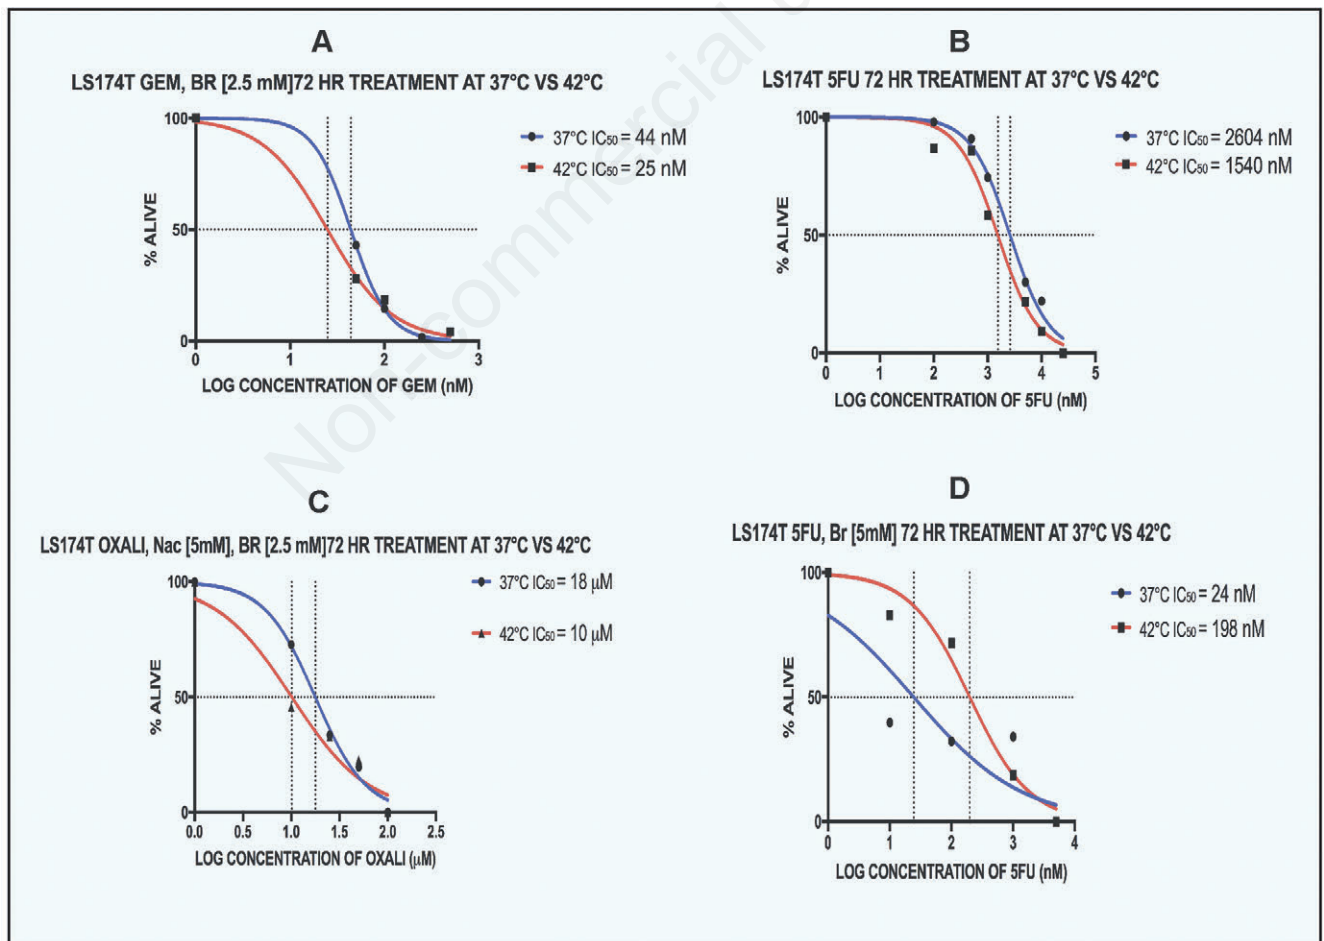 Non-commercial
A
LS174T GEM, BR [2.5 mM]72 HR TREATMENT AT 37°C VS 42°C
100
50
0
% ALIVE
0 1 2 3
LOG CONCENTRATION OF GEM (nM)
37°C IC50 = 44 nM
42°C IC50 = 25 nM
B
LS174T 5FU 72 HR TREATMENT AT 37°C VS 42°C
100
50
0
% ALIVE
0 1 2 3 4 5
LOG CONCENTRATION OF 5FU (nM)
37°C IC50 = 2604 nM
42°C IC50 = 1540 nM
C
LS174T OXALI, Nac [5mM], BR [2.5 mM]72 HR TREATMENT AT 37°C VS 42°C
100
50
0
% ALIVE
0.0 0.5 1.0 1.5 2.0 2.5
LOG CONCENTRATION OF OXALI (µM)
37°C IC50 = 18 µM
42°C IC50 = 10 µM
D
LS174T 5FU, Br [5mM] 72 HR TREATMENT AT 37°C VS 42°C
100
50
0
% ALIVE
0 1 2 3 4
LOG CONCENTRATION OF 5FU (nM)
37°C IC50 = 24 nM
42°C IC50 = 198 nM